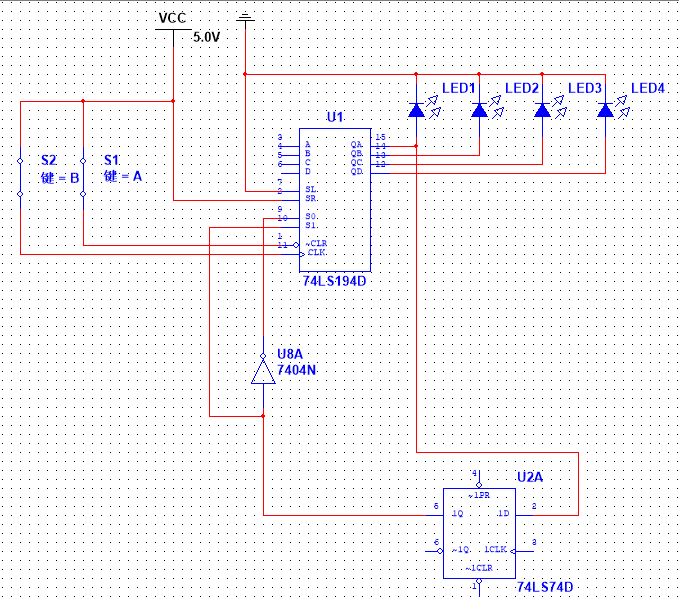 VCC
5.0V
LED1 LED2 LED3 LED4
U1
3 15
4 A QA 14
5 B QB 13
6 C QC 12
D QD
7
2 SL
SR
9
10 S0
S1
1
11 ~CLR
CLK
74LS194D
S2 S1
键 = B 键 = A
U8A
7404N
U2A
4
~1PR
5 1Q 1D 2
6 ~1Q 1CLK 3
~1CLR
1
74LS74D